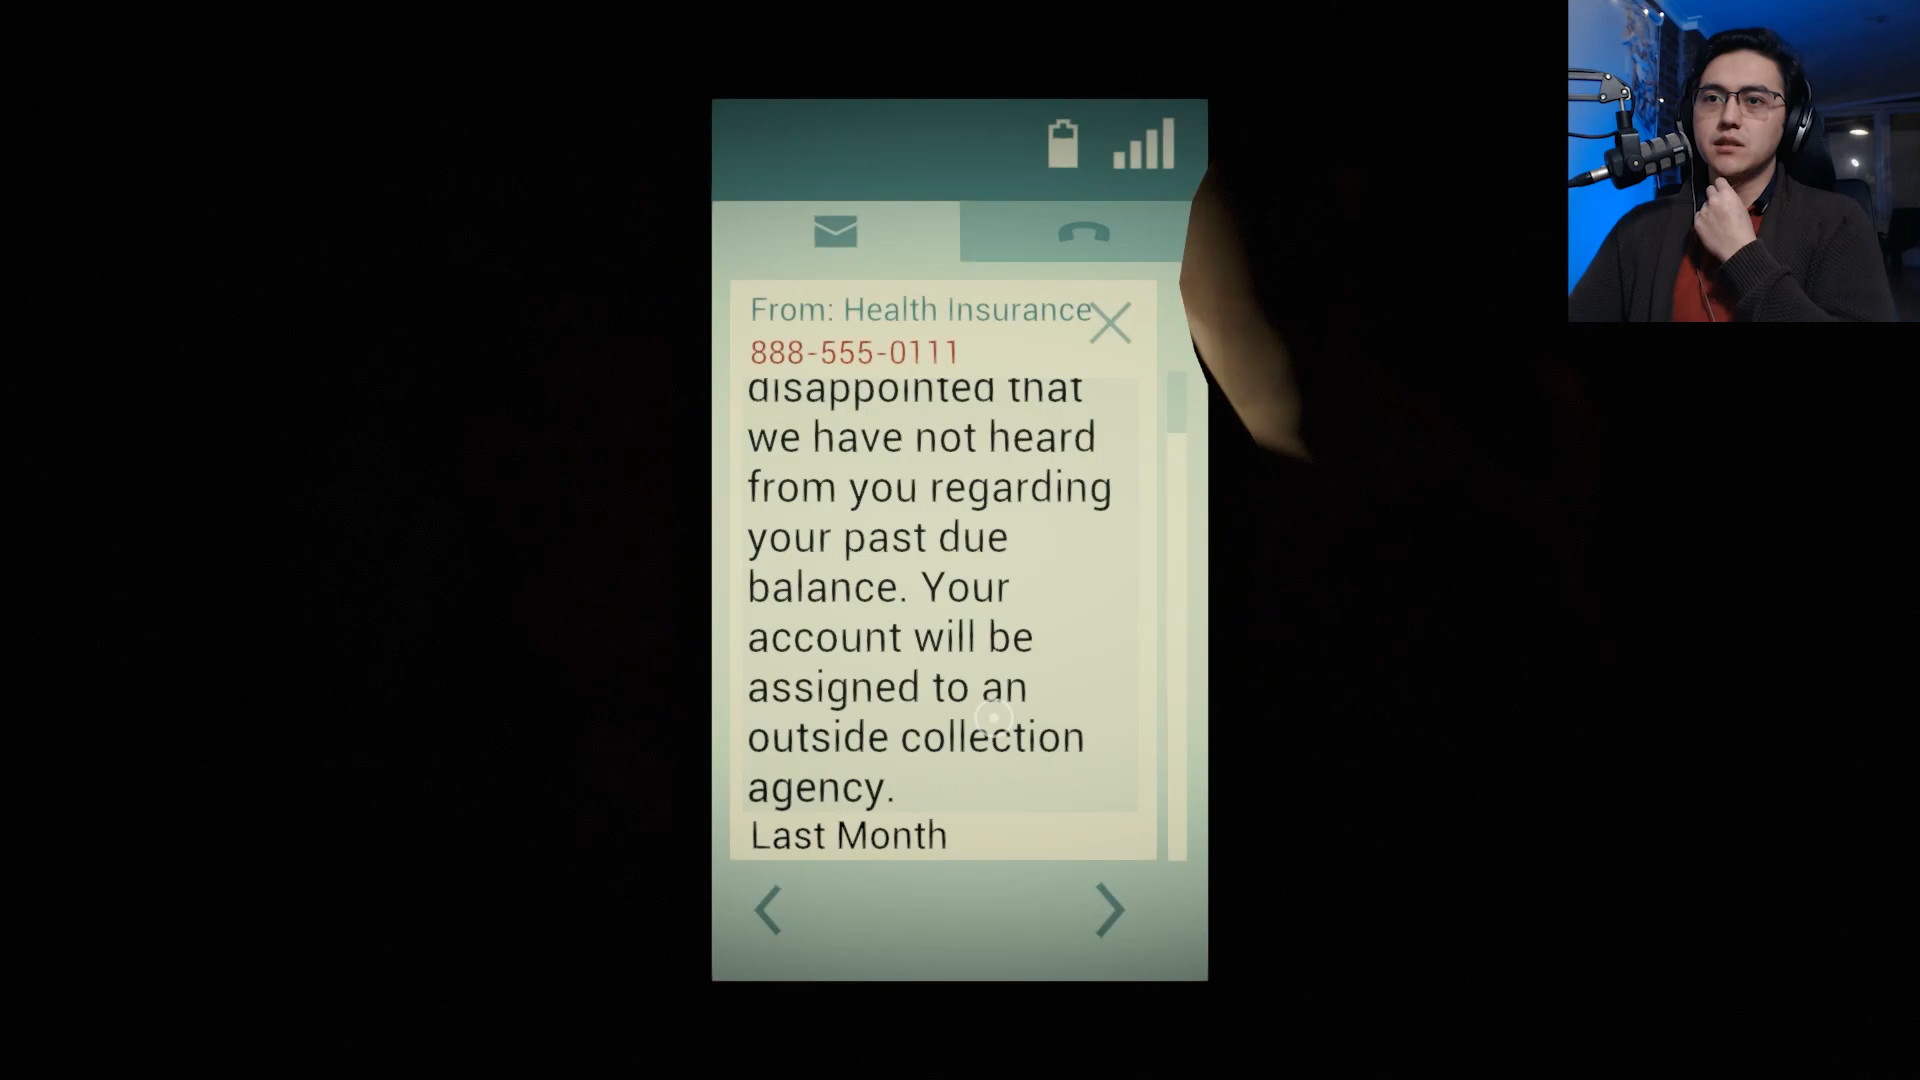 From: Health Insurance
888-555-0111
disappointed that
we have not heard
from you regarding
your past due
balance. Your
account will be
assigned to an
outside collection
agency.
Last Month